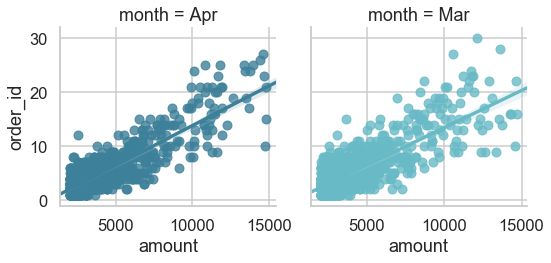 month = Apr
month = Mar
30
20
10
0
order_id
5000
10000
15000
5000
10000
15000
amount
amount